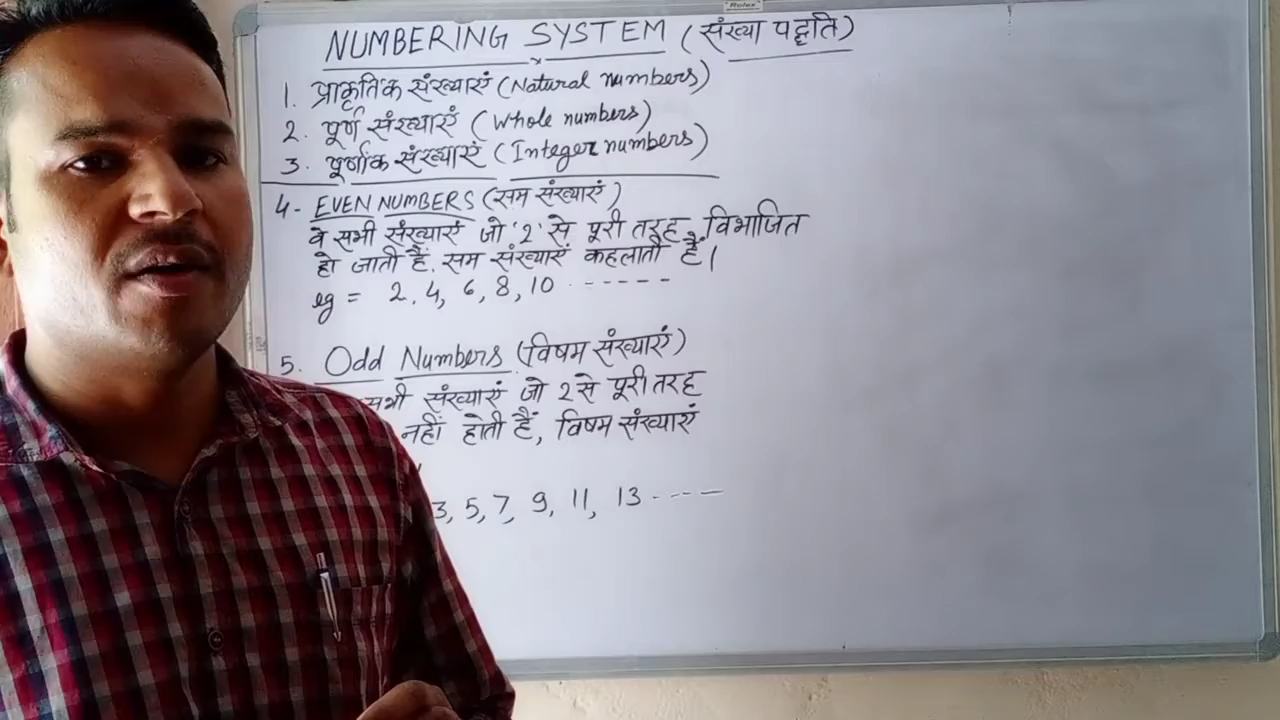 Rolex
NUMBERING SYSTEM (संख्या पद्धति)
1. प्राकृतिक संख्याएं (Natural numbers)
2. पूर्ण संख्याएं (Whole numbers)
3. पूर्णांक संख्याएं (Integer numbers)
4- EVEN NUMBERS (सम संख्याएं)
वे सभी संख्याएं जो '2' से पूरी तरह विभाजित
हो जाती हैं. सम संख्याएं कहलाती हैं।
eg = 2, 4, 6, 8, 10 ------
5. Odd Numbers (विषम संख्याएं)
सभी संख्याएं जो 2 से पूरी तरह
नहीं होती हैं, विषम संख्याएं
3, 5, 7, 9, 11, 13 ----